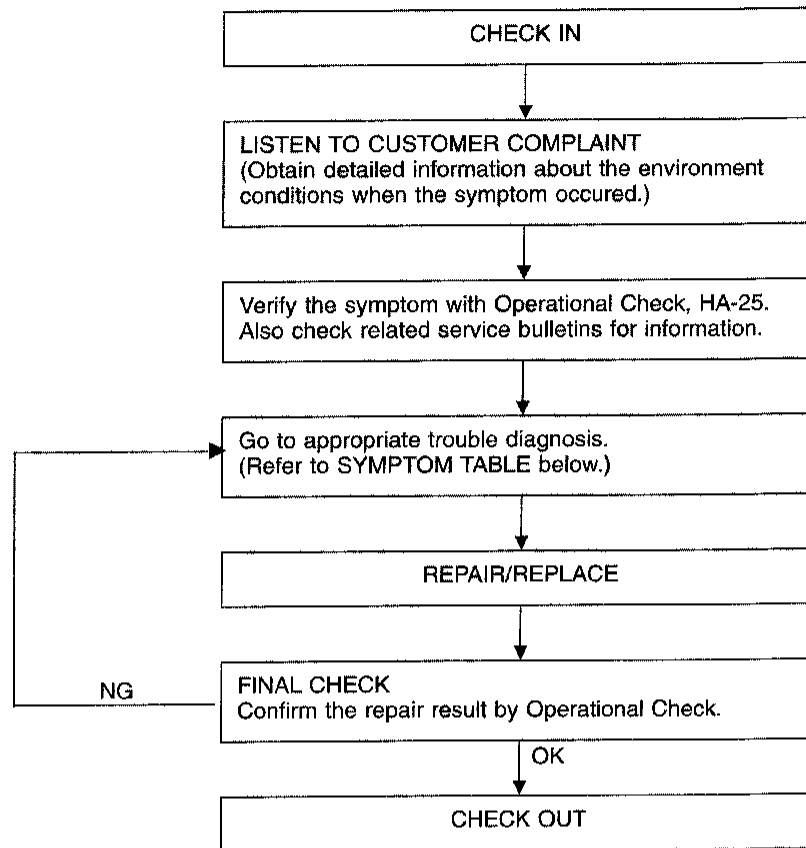 CHECK IN
LISTEN TO CUSTOMER COMPLAINT
(Obtain detailed information about the environment
conditions when the symptom occured.)
Verify the symptom with Operational Check, HA-25.
Also check related service bulletins for information.
Go to appropriate trouble diagnosis.
(Refer to SYMPTOM TABLE below.)
REPAIR/REPLACE
NG
FINAL CHECK
Confirm the repair result by Operational Check.
OK
CHECK OUT